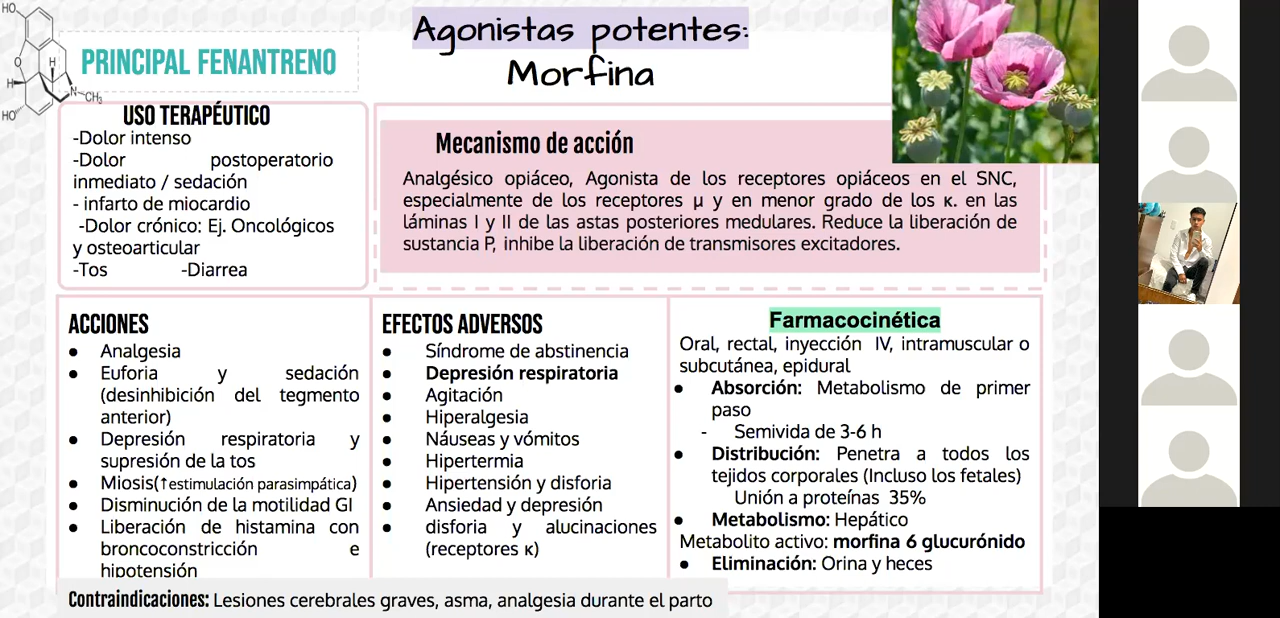 Agonistas potentes:
Morfina
HO
O
H
H
N
CH₃
HO
PRINCIPAL FENANTRENO
USO TERAPÉUTICO
-Dolor intenso
-Dolor postoperatorio
inmediato / sedación
- infarto de miocardio
-Dolor crónico: Ej. Oncológicos
y osteoarticular
-Tos -Diarrea
Mecanismo de acción
Analgésico opiáceo, Agonista de los receptores opiáceos en el SNC,
especialmente de los receptores µ y en menor grado de los κ. en las
láminas I y II de las astas posteriores medulares. Reduce la liberación de
sustancia P, inhibe la liberación de transmisores excitadores.
ACCIONES
● Analgesia
● Euforia y sedación
(desinhibición del tegmento
anterior)
● Depresión respiratoria y
supresión de la tos
● Miosis(↑estimulación parasimpática)
● Disminución de la motilidad GI
● Liberación de histamina con
broncoconstricción e
hipotensión
EFECTOS ADVERSOS
● Síndrome de abstinencia
● Depresión respiratoria
● Agitación
● Hiperalgesia
● Náuseas y vómitos
● Hipertermia
● Hipertensión y disforia
● Ansiedad y depresión
● disforia y alucinaciones
(receptores κ)
Farmacocinética
Oral, rectal, inyección IV, intramuscular o
subcutánea, epidural
● Absorción: Metabolismo de primer
paso
- Semivida de 3-6 h
● Distribución: Penetra a todos los
tejidos corporales (Incluso los fetales)
Unión a proteínas 35%
● Metabolismo: Hepático
Metabolito activo: morfina 6 glucurónido
● Eliminación: Orina y heces
Contraindicaciones: Lesiones cerebrales graves, asma, analgesia durante el parto